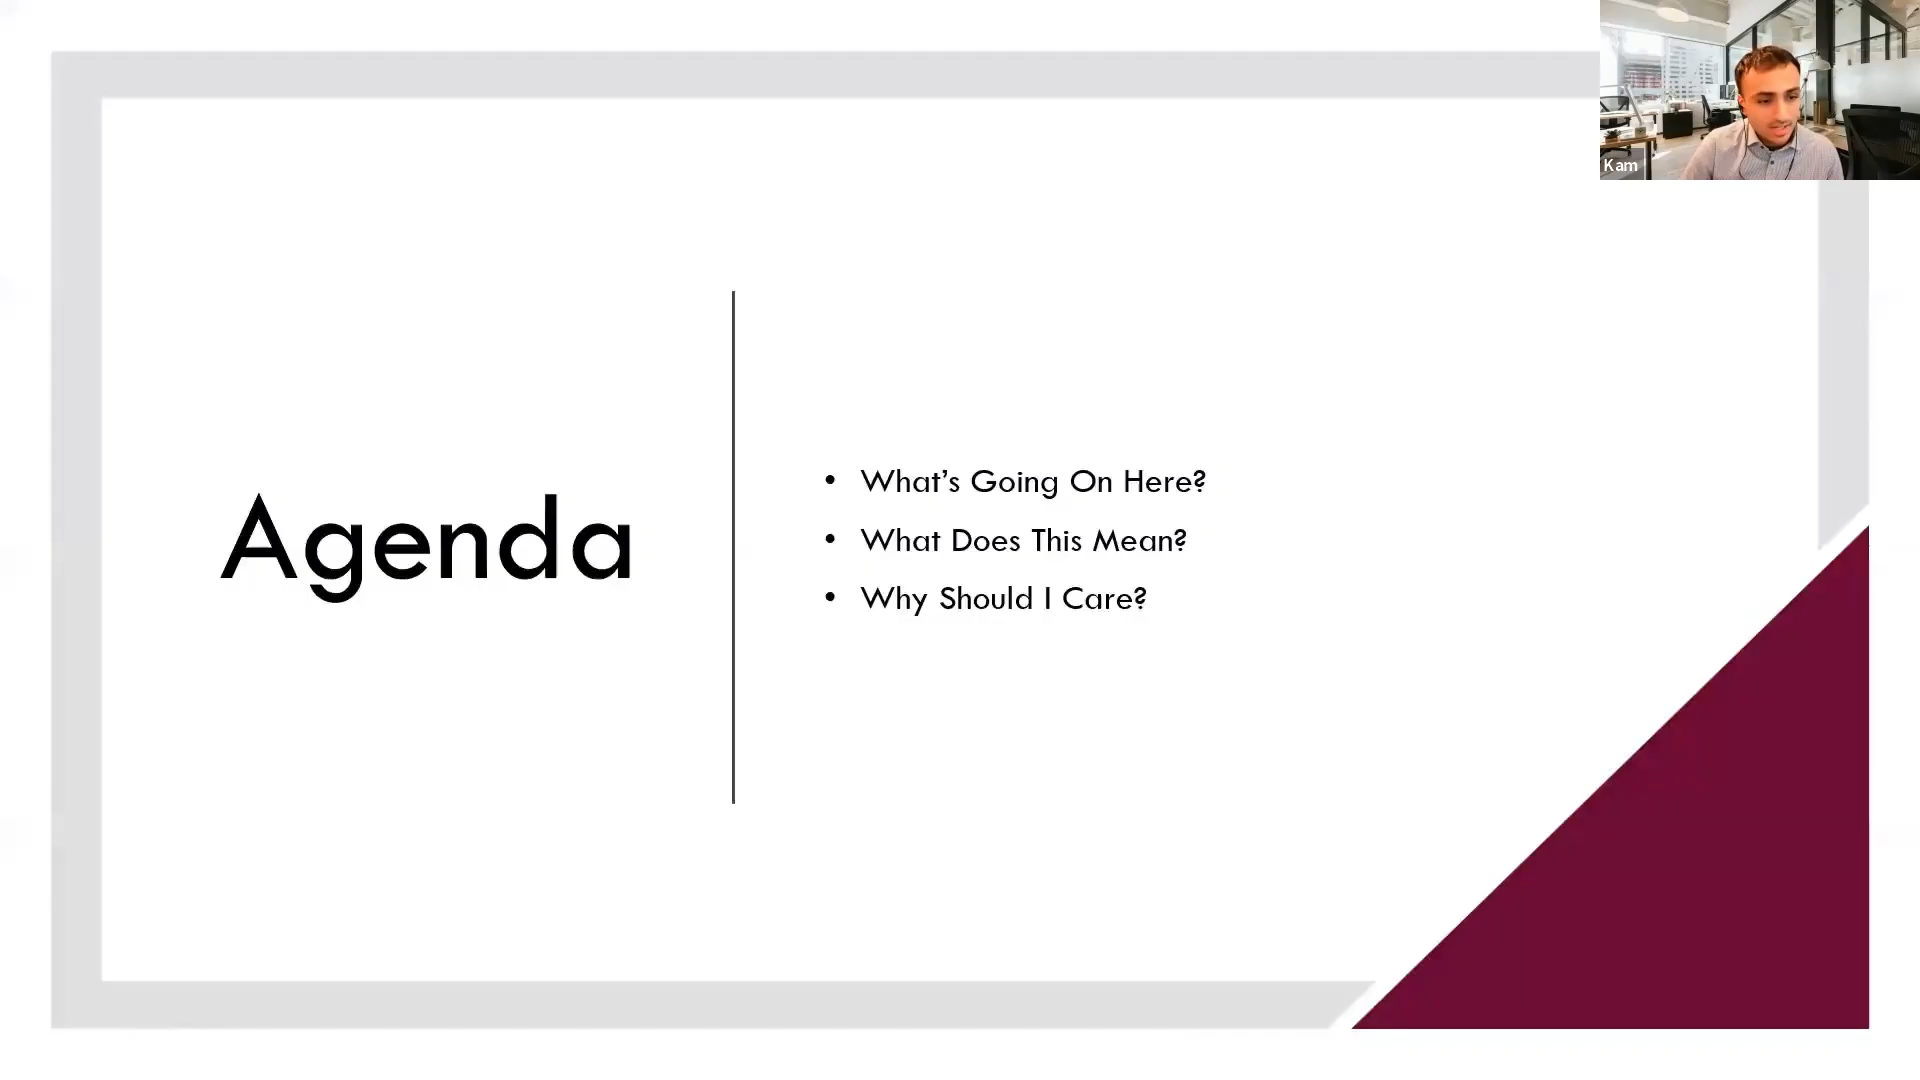 Kam
Agenda
• What’s Going On Here?
• What Does This Mean?
• Why Should I Care?